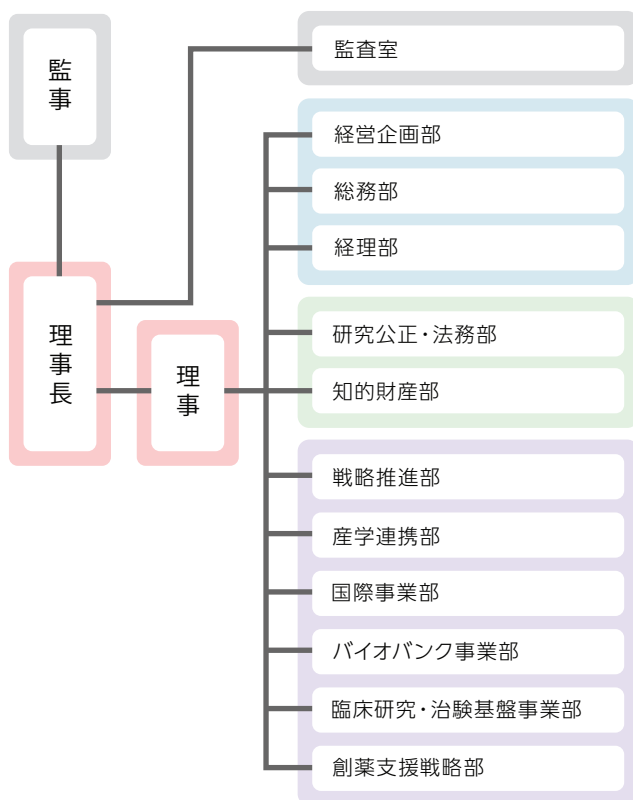 監事
理事長
理事
監査室
経営企画部
総務部
経理部
研究公正・法務部
知的財産部
戦略推進部
産学連携部
国際事業部
バイオバンク事業部
臨床研究・治験基盤事業部
創薬支援戦略部